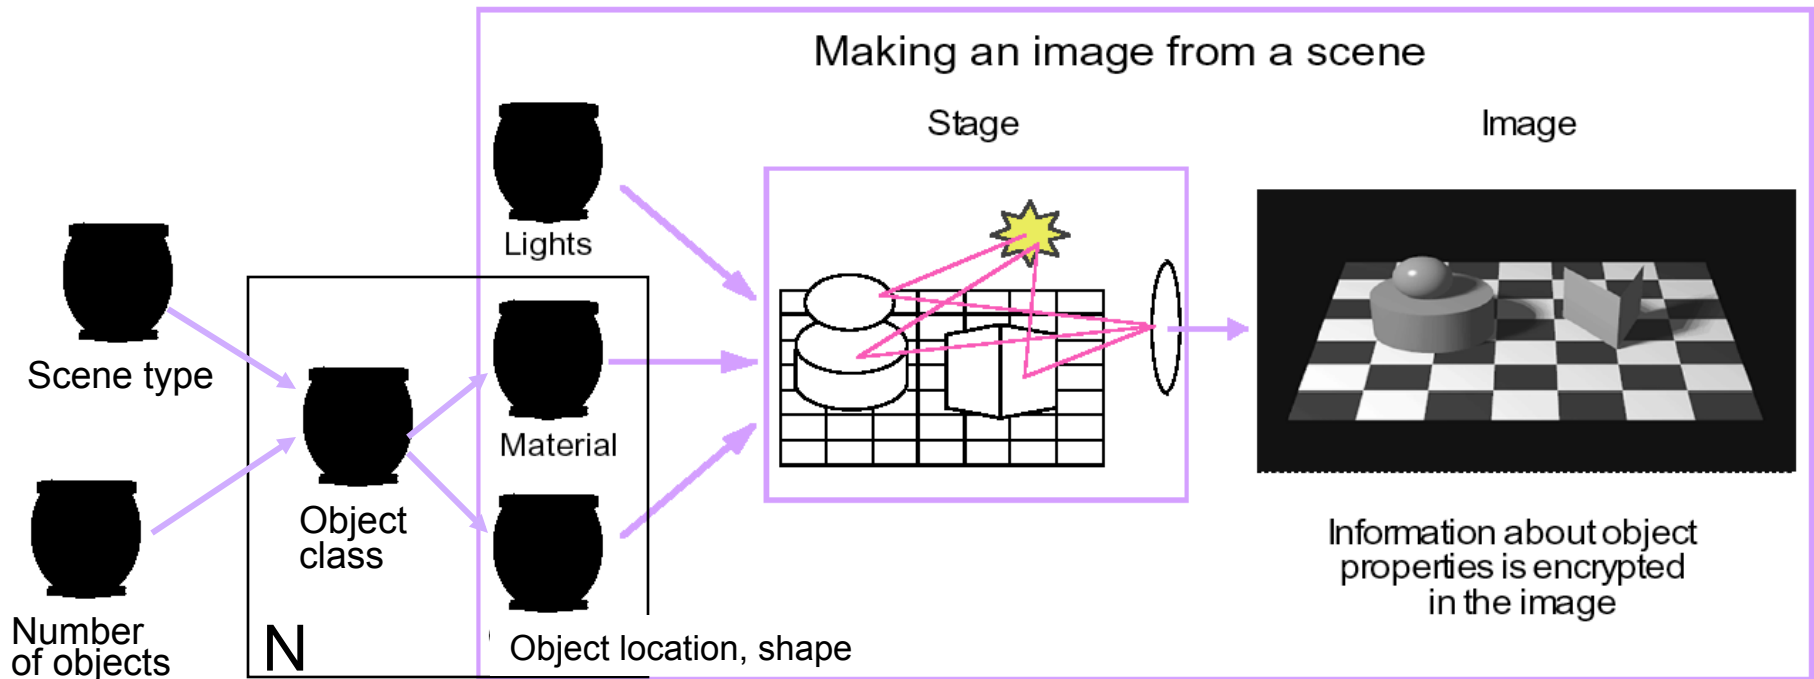 Making an image from a scene
Stage
Image
Lights
Scene type
Material
Object
class
Number
of objects
N
Object location, shape
Information about object
properties is encrypted
in the image